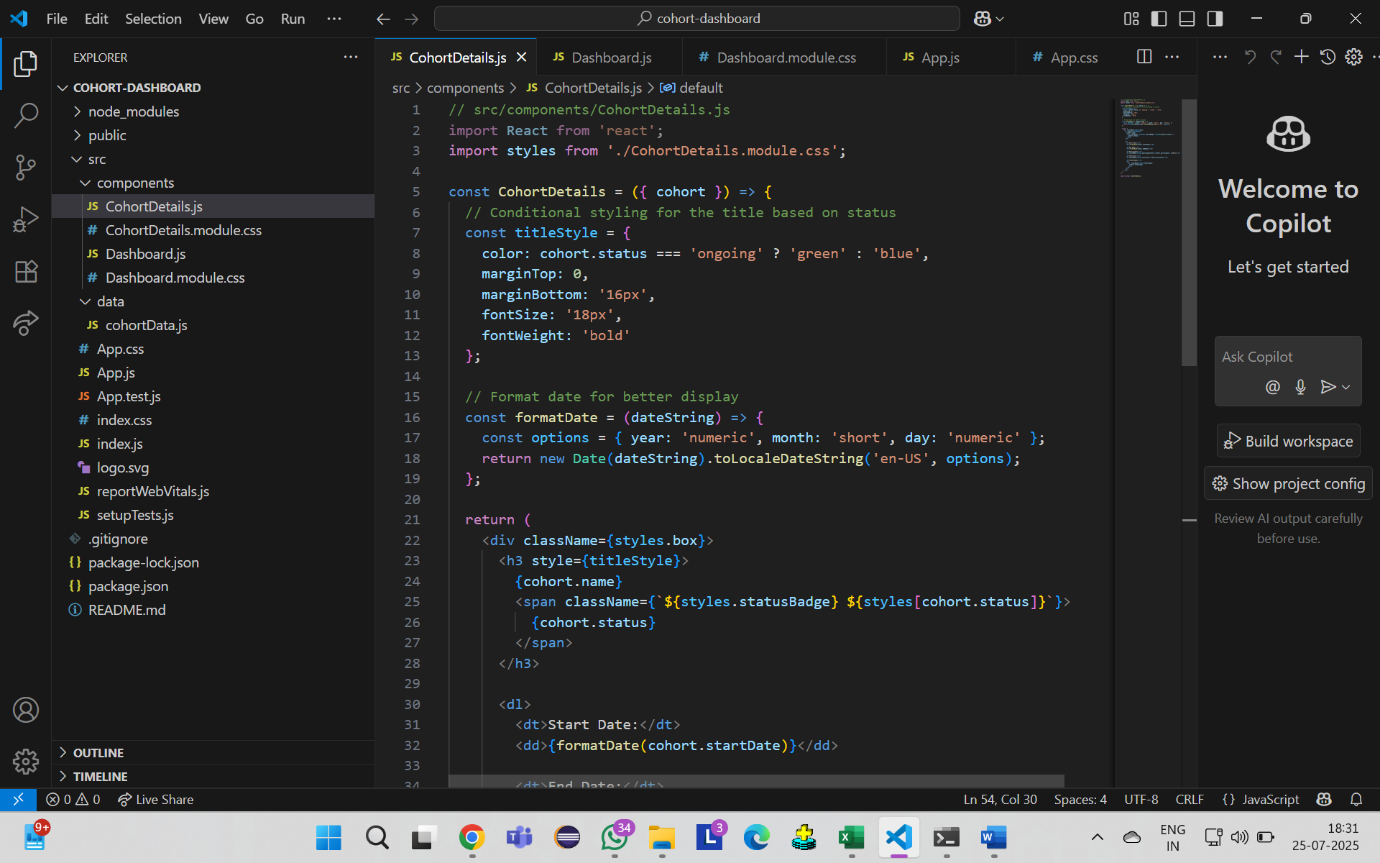 File Edit Selection View Go Run ··· cohort-dashboard
EXPLORER ···
COHORT-DASHBOARD
node_modules
public
src
components
JS CohortDetails.js
# CohortDetails.module.css
JS Dashboard.js
# Dashboard.module.css
data
JS cohortData.js
# App.css
JS App.js
JS App.test.js
# index.css
JS index.js
logo.svg
JS reportWebVitals.js
JS setupTests.js
.gitignore
{} package-lock.json
{} package.json
README.md
OUTLINE
TIMELINE
JS CohortDetails.js JS Dashboard.js # Dashboard.module.css JS App.js # App.css ···
src > components > JS CohortDetails.js > default
1 // src/components/CohortDetails.js
2 import React from 'react';
3 import styles from './CohortDetails.module.css';
4
5 const CohortDetails = ({ cohort }) => {
6 // Conditional styling for the title based on status
7 const titleStyle = {
8 color: cohort.status === 'ongoing' ? 'green' : 'blue',
9 marginTop: 0,
10 marginBottom: '16px',
11 fontSize: '18px',
12 fontWeight: 'bold'
13 };
14
15 // Format date for better display
16 const formatDate = (dateString) => {
17 const options = { year: 'numeric', month: 'short', day: 'numeric' };
18 return new Date(dateString).toLocaleDateString('en-US', options);
19 };
20
21 return (
22 <div className={styles.box}>
23 <h3 style={titleStyle}>
24 {cohort.name}
25 <span className={`${styles.statusBadge} ${styles[cohort.status]}`}>
26 {cohort.status}
27 </span>
28 </h3>
29
30 <dl>
31 <dt>Start Date:</dt>
32 <dd>{formatDate(cohort.startDate)}</dd>
33
34 <dt>End Date:</dt>
Welcome to
Copilot
Let's get started
Ask Copilot
@
Build workspace
Show project config
Review AI output carefully
before use.
0 0 Live Share Ln 54, Col 30 Spaces: 4 UTF-8 CRLF {} JavaScript
9+ 34 L 3
ENG
IN
18:31
25-07-2025